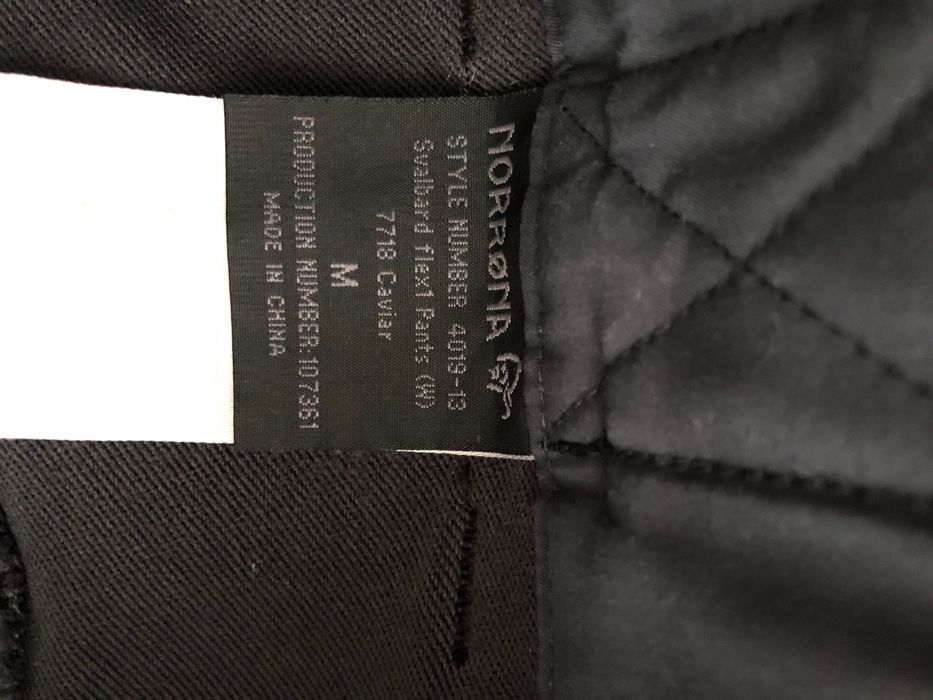 NORRØNA
STYLE NUMBER 4019-13
Svalbard flex1 Pants (W)
7718 Caviar
M
PRODUCTION NUMBER:107361
MADE IN CHINA